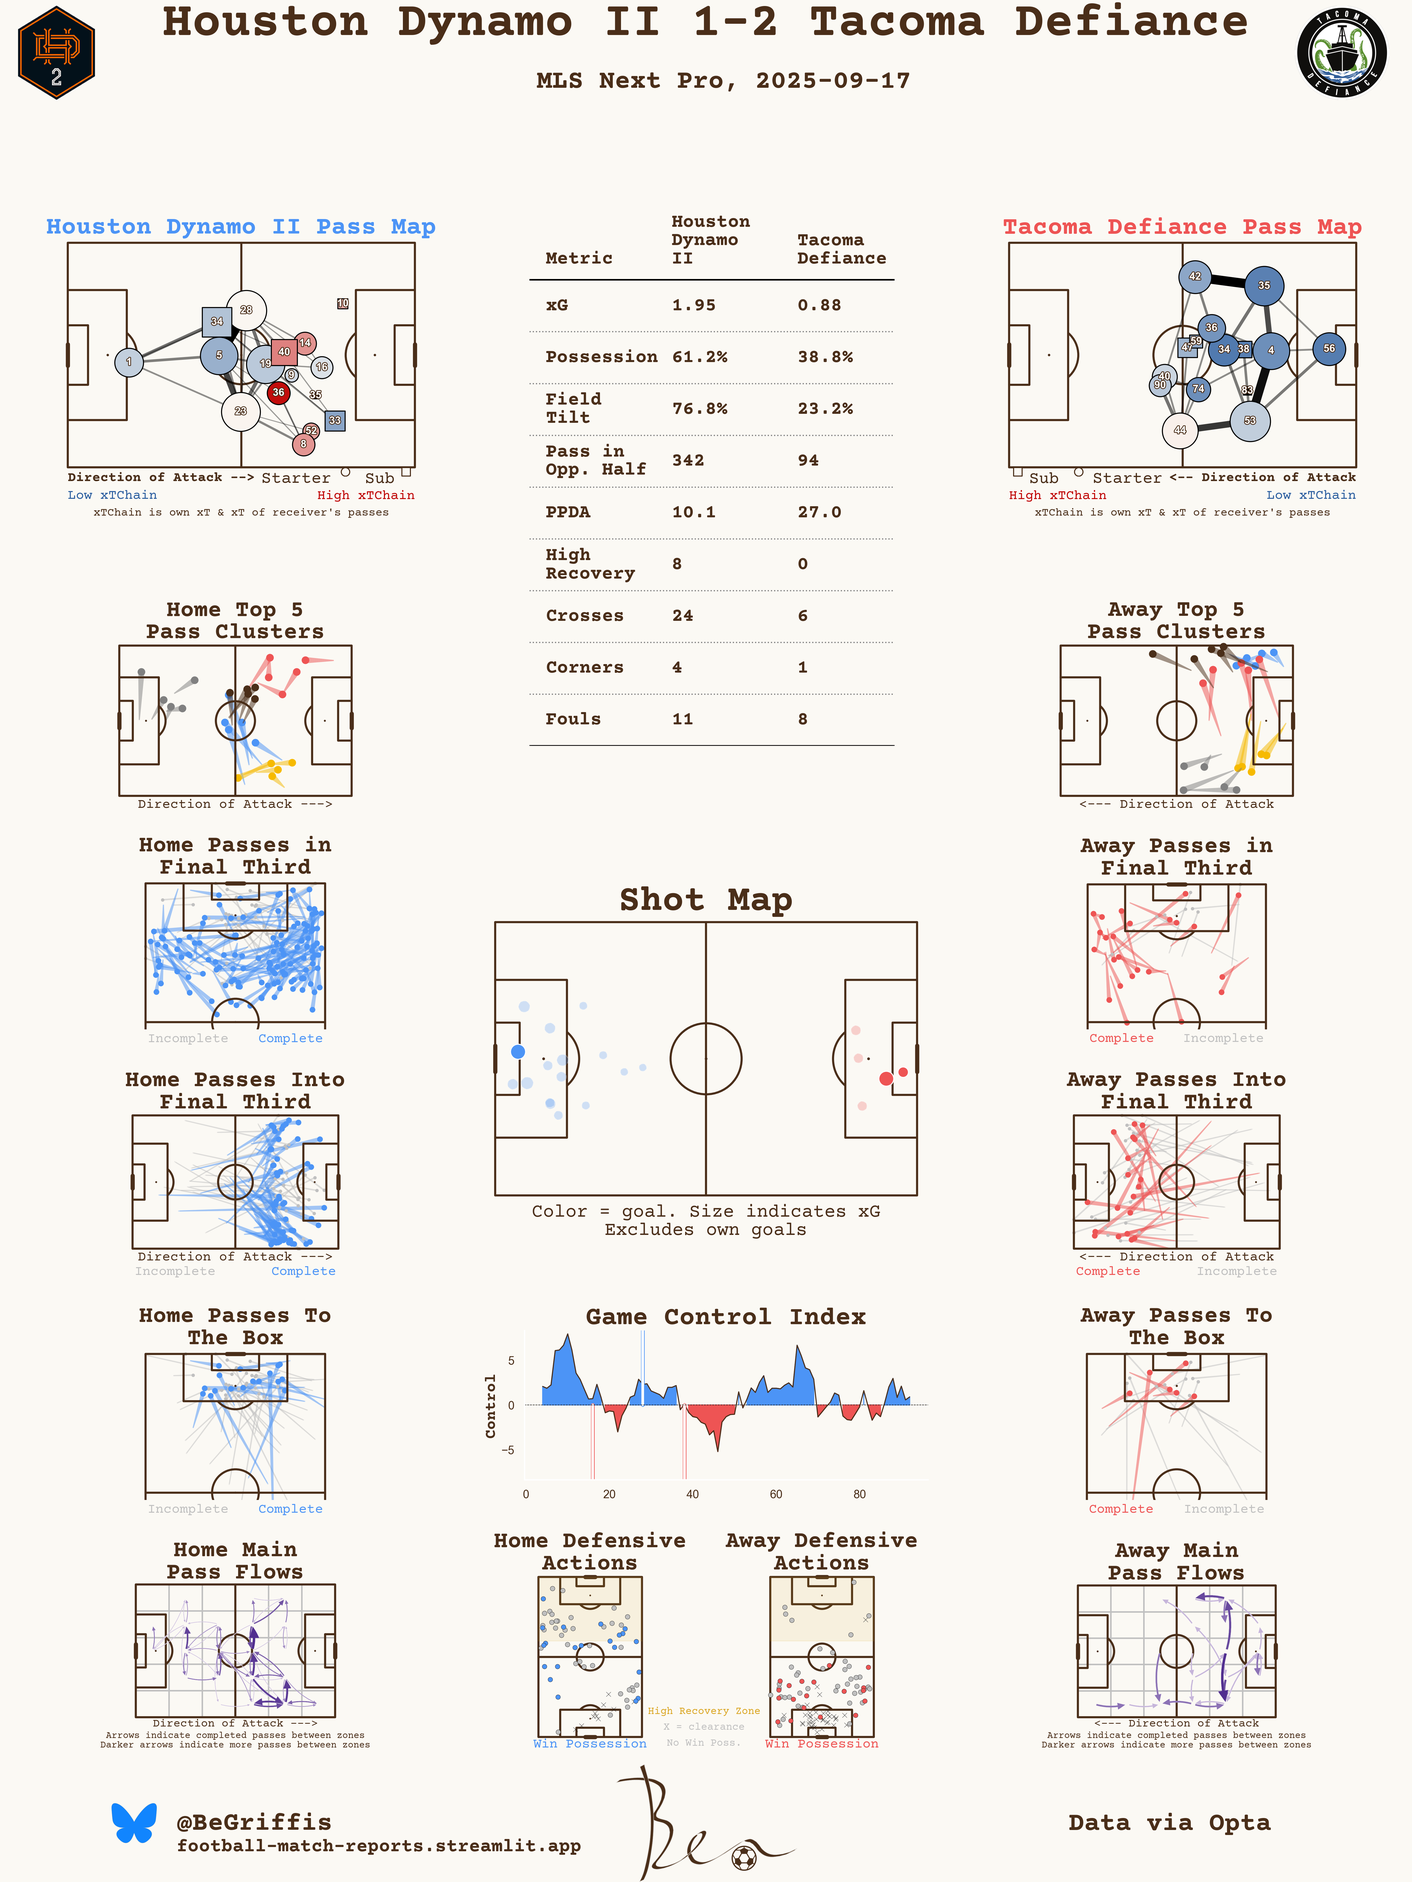 Houston Dynamo II 1-2 Tacoma Defiance
MLS Next Pro, 2025-09-17
2
TACOMA
DEFIANCE
Houston Dynamo II Pass Map
28
34
10
5
1
19
40
14
16
9
36
35
33
23
52
8
Direction of Attack --> Starter Sub
Low xTChain High xTChain
xTChain is own xT & xT of receiver's passes
Metric Houston Dynamo II Tacoma Defiance
xG 1.95 0.88
Possession 61.2% 38.8%
Field Tilt 76.8% 23.2%
Pass in Opp. Half 342 94
PPDA 10.1 27.0
High Recovery 8 0
Crosses 24 6
Corners 4 1
Fouls 11 8
Tacoma Defiance Pass Map
42
35
36
59
47
34
38
4
56
40
90
74
83
53
44
Sub Starter <-- Direction of Attack
High xTChain Low xTChain
xTChain is own xT & xT of receiver's passes
Home Top 5
Pass Clusters
Direction of Attack --->
Away Top 5
Pass Clusters
<--- Direction of Attack
Home Passes in
Final Third
Incomplete Complete
Away Passes in
Final Third
Complete Incomplete
Shot Map
Color = goal. Size indicates xG
Excludes own goals
Home Passes Into
Final Third
Direction of Attack --->
Incomplete Complete
Away Passes Into
Final Third
<--- Direction of Attack
Complete Incomplete
Home Passes To
The Box
Incomplete Complete
Game Control Index
Control
5
0
−5
0 20 40 60 80
Away Passes To
The Box
Complete Incomplete
Home Main
Pass Flows
Direction of Attack --->
Arrows indicate completed passes between zones
Darker arrows indicate more passes between zones
Home Defensive
Actions
Win Possession
High Recovery Zone
X = clearance
No Win Poss.
Away Defensive
Actions
Win Possession
Away Main
Pass Flows
<--- Direction of Attack
Arrows indicate completed passes between zones
Darker arrows indicate more passes between zones
@BeGriffis
football-match-reports.streamlit.app
Ben
Data via Opta